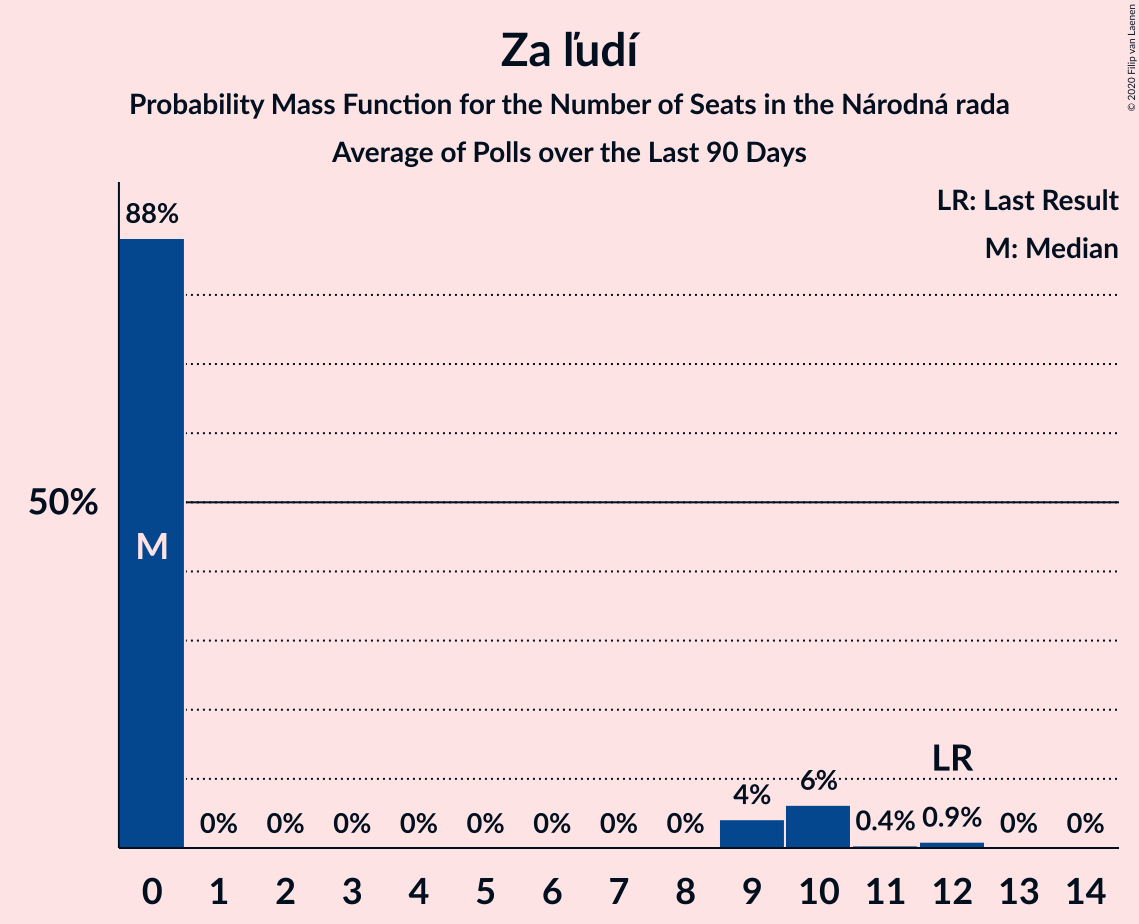 Za ľudí
Probability Mass Function for the Number of Seats in the Národná rada
Average of Polls over the Last 90 Days
© 2020 Filip van Laenen
LR: Last Result
M: Median
88%
50%
M
LR
0% 0% 0% 0% 0% 0% 0% 0% 4% 6% 0.4% 0.9% 0% 0%
0 1 2 3 4 5 6 7 8 9 10 11 12 13 14